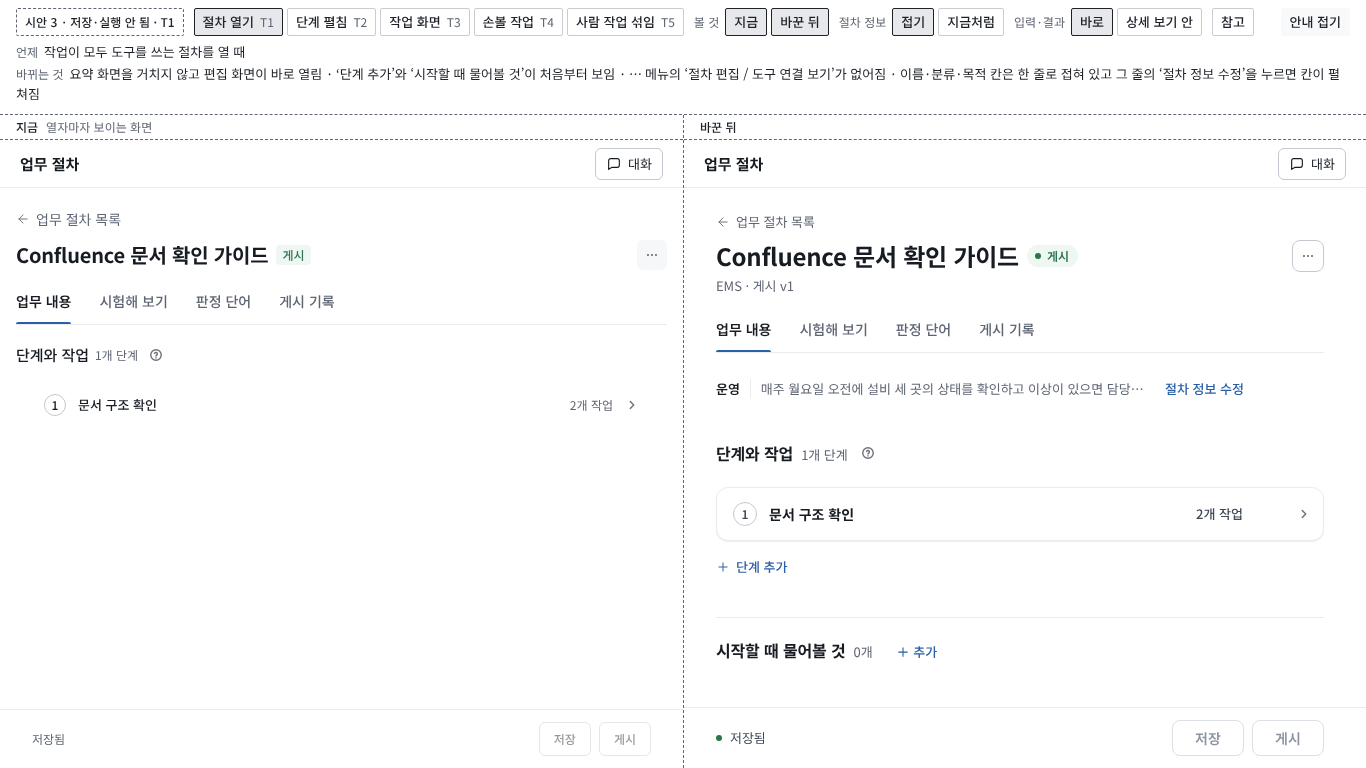 시안 3 · 저장·실행 안 됨 · T1 절차 열기 T1 단계 펼침 T2 작업 화면 T3 손볼 작업 T4 사람 작업 섞임 T5 볼 것 지금 바꾼 뒤 절차 정보 접기 지금처럼 입력·결과 바로 상세 보기 안 참고 안내 접기
언제 작업이 모두 도구를 쓰는 절차를 열 때
바뀌는 것 요약 화면을 거치지 않고 편집 화면이 바로 열림 · ‘단계 추가’와 ‘시작할 때 물어볼 것’이 처음부터 보임 · ⋯ 메뉴의 ‘절차 편집 / 도구 연결 보기’가 없어짐 · 이름·분류·목적 칸은 한 줄로 접혀 있고 그 줄의 ‘절차 정보 수정’을 누르면 칸이 펼
쳐짐
지금 열자마자 보이는 화면
업무 절차 대화
← 업무 절차 목록
Confluence 문서 확인 가이드 게시 ···
업무 내용 시험해 보기 판정 단어 게시 기록
단계와 작업 1개 단계
1 문서 구조 확인 2개 작업
저장됨 저장 게시
바꾼 뒤
업무 절차 대화
← 업무 절차 목록
Confluence 문서 확인 가이드 게시 ···
EMS · 게시 v1
업무 내용 시험해 보기 판정 단어 게시 기록
운영 매주 월요일 오전에 설비 세 곳의 상태를 확인하고 이상이 있으면 담당⋯ 절차 정보 수정
단계와 작업 1개 단계
1 문서 구조 확인 2개 작업
+ 단계 추가
시작할 때 물어볼 것 0개 + 추가
저장됨 저장 게시